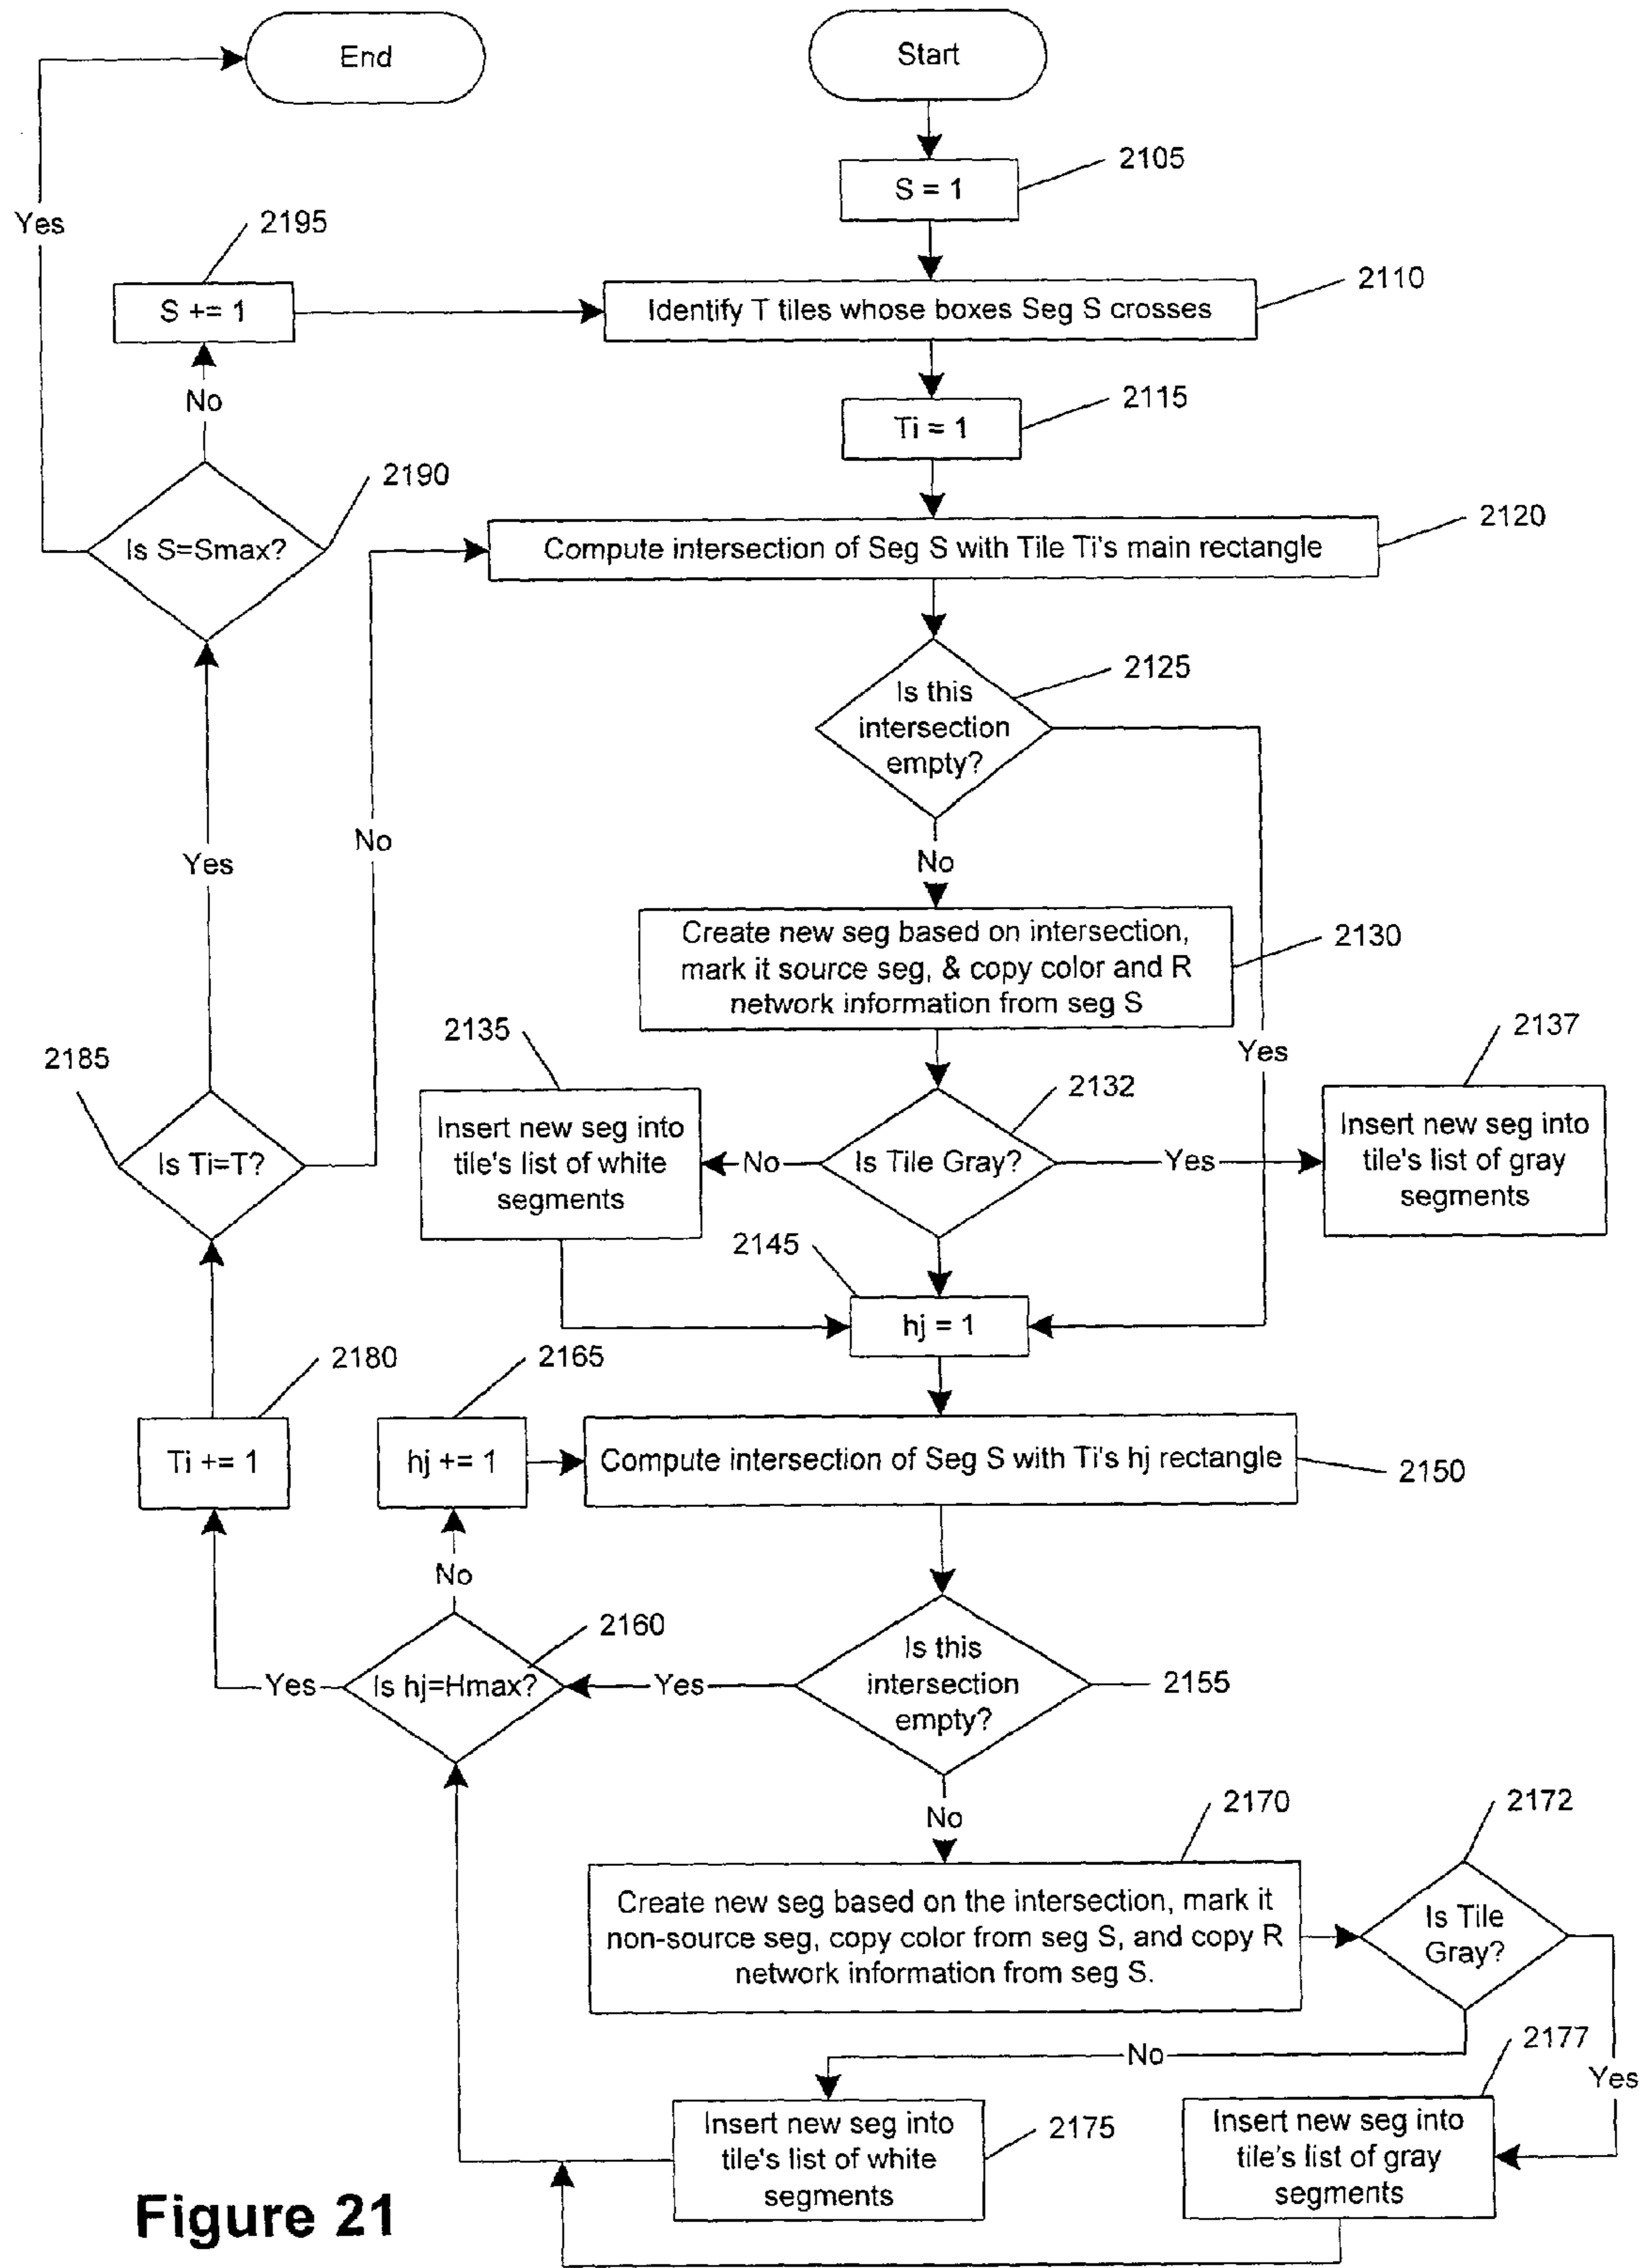 End
Start
2105
S = 1
Yes
2195
2110
S += 1
Identify T tiles whose boxes Seg S crosses
No
2115
Ti = 1
2190
Is S=Smax?
2120
Compute intersection of Seg S with Tile Ti's main rectangle
2125
Is this
intersection
empty?
No
Yes
No
Create new seg based on intersection,
mark it source seg, & copy color and R
network information from seg S
2130
2135
2137
Yes
2185
2132
Insert new seg into
tile's list of white
segments
No
Is Tile Gray?
Yes
Insert new seg into
tile's list of gray
segments
Is Ti=T?
2145
hj = 1
2180
2165
Ti += 1
hj += 1
Compute intersection of Seg S with Ti's hj rectangle
2150
No
2160
Is this
intersection
empty?
2155
Yes
Is hj=Hmax?
Yes
No
2170
2172
Create new seg based on the intersection, mark it
non-source seg, copy color from seg S, and copy R
network information from seg S.
Is Tile
Gray?
No
2177
Yes
Insert new seg into
tile's list of white
segments
2175
Insert new seg into
tile's list of gray
segments
Figure 21